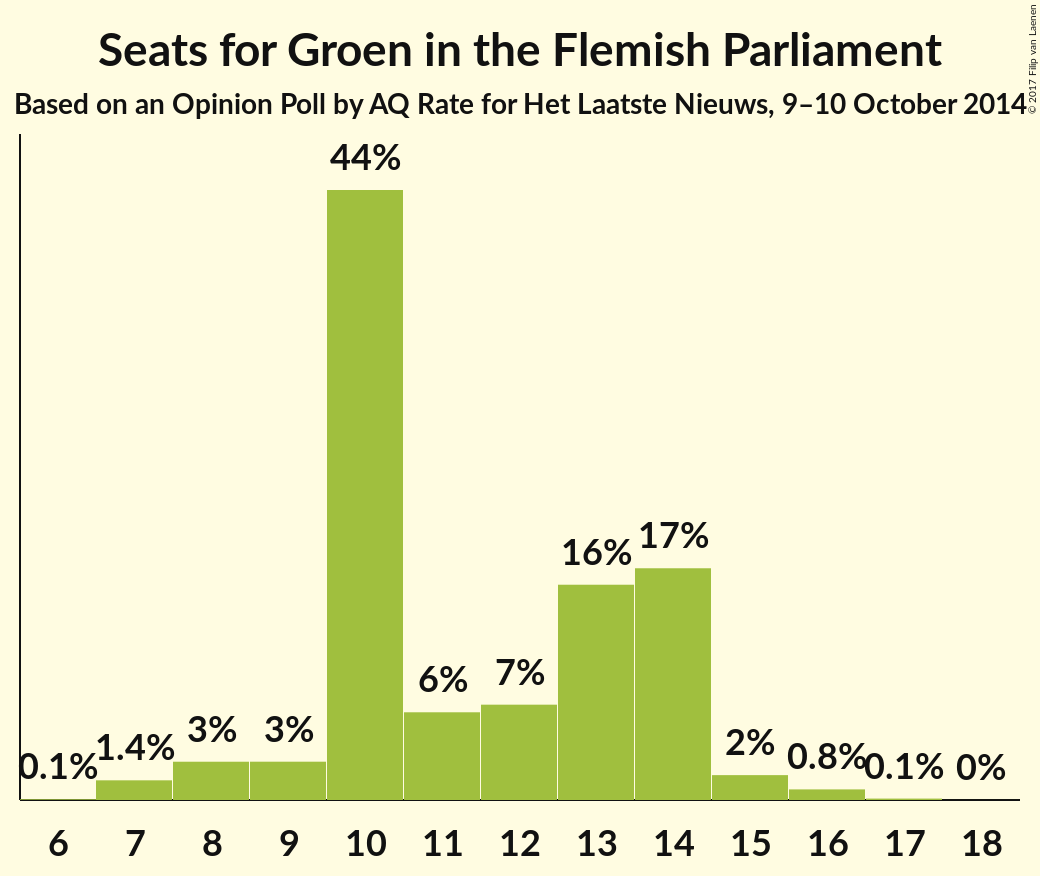 Seats for Groen in the Flemish Parliament
Based on an Opinion Poll by AQ Rate for Het Laatste Nieuws, 9–10 October 2014
© 2017 Filip van Laenen
44%
17%
16%
7%
6%
3% 3%
2%
1.4%
0.8%
0.1% 0.1% 0%
6 7 8 9 10 11 12 13 14 15 16 17 18